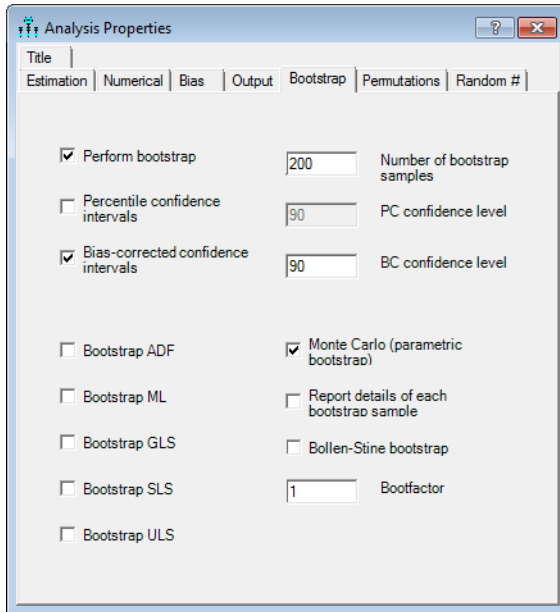 Analysis Properties
?
Title
Estimation Numerical Bias Output Bootstrap Permutations Random #
Perform bootstrap
200
Number of bootstrap
samples
Percentile confidence
intervals
90
PC confidence level
Bias-corrected confidence
intervals
90
BC confidence level
Bootstrap ADF
Monte Carlo (parametric
bootstrap)
Bootstrap ML
Report details of each
bootstrap sample
Bootstrap GLS
Bollen-Stine bootstrap
Bootstrap SLS
1
Bootfactor
Bootstrap ULS